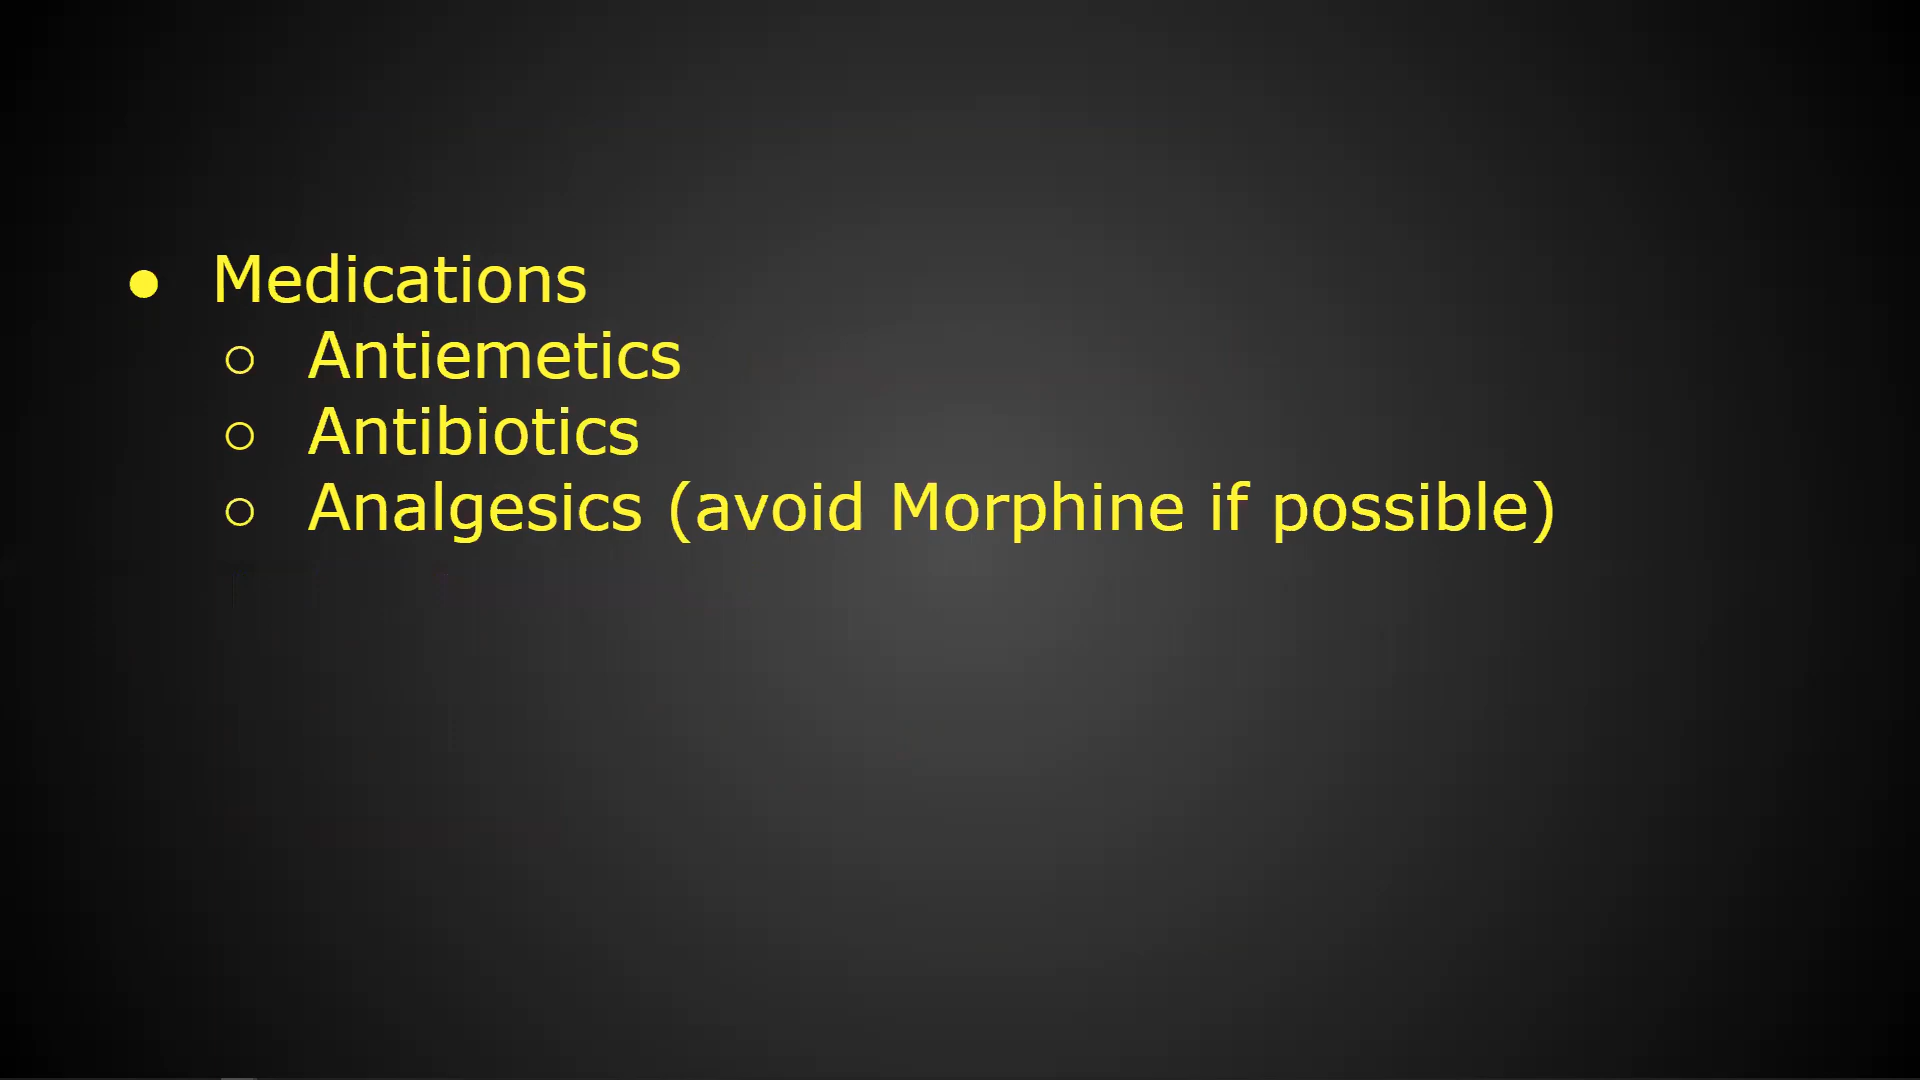 ● Medications
○ Antiemetics
○ Antibiotics
○ Analgesics (avoid Morphine if possible)